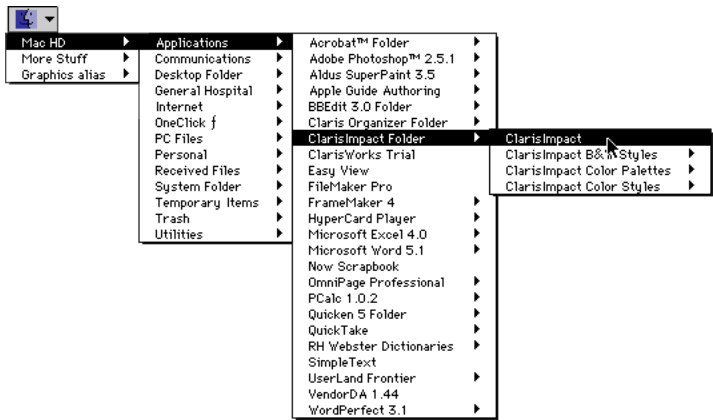 Mac HD
More Stuff
Graphics alias
Applications
Communications
Desktop Folder
General Hospital
Internet
OneClick ƒ
PC Files
Personal
Received Files
System Folder
Temporary Items
Trash
Utilities
Acrobat™ Folder
Adobe Photoshop™ 2.5.1
Aldus SuperPaint 3.5
Apple Guide Authoring
BBEdit 3.0 Folder
Claris Organizer Folder
ClarisImpact Folder
ClarisWorks Trial
Easy View
FileMaker Pro
FrameMaker 4
HyperCard Player
Microsoft Excel 4.0
Microsoft Word 5.1
Now Scrapbook
OmniPage Professional
PCalc 1.0.2
Quicken 5 Folder
QuickTake
RH Webster Dictionaries
SimpleText
UserLand Frontier
VendorDA 1.44
WordPerfect 3.1
ClarisImpact
ClarisImpact B&W Styles
ClarisImpact Color Palettes
ClarisImpact Color Styles